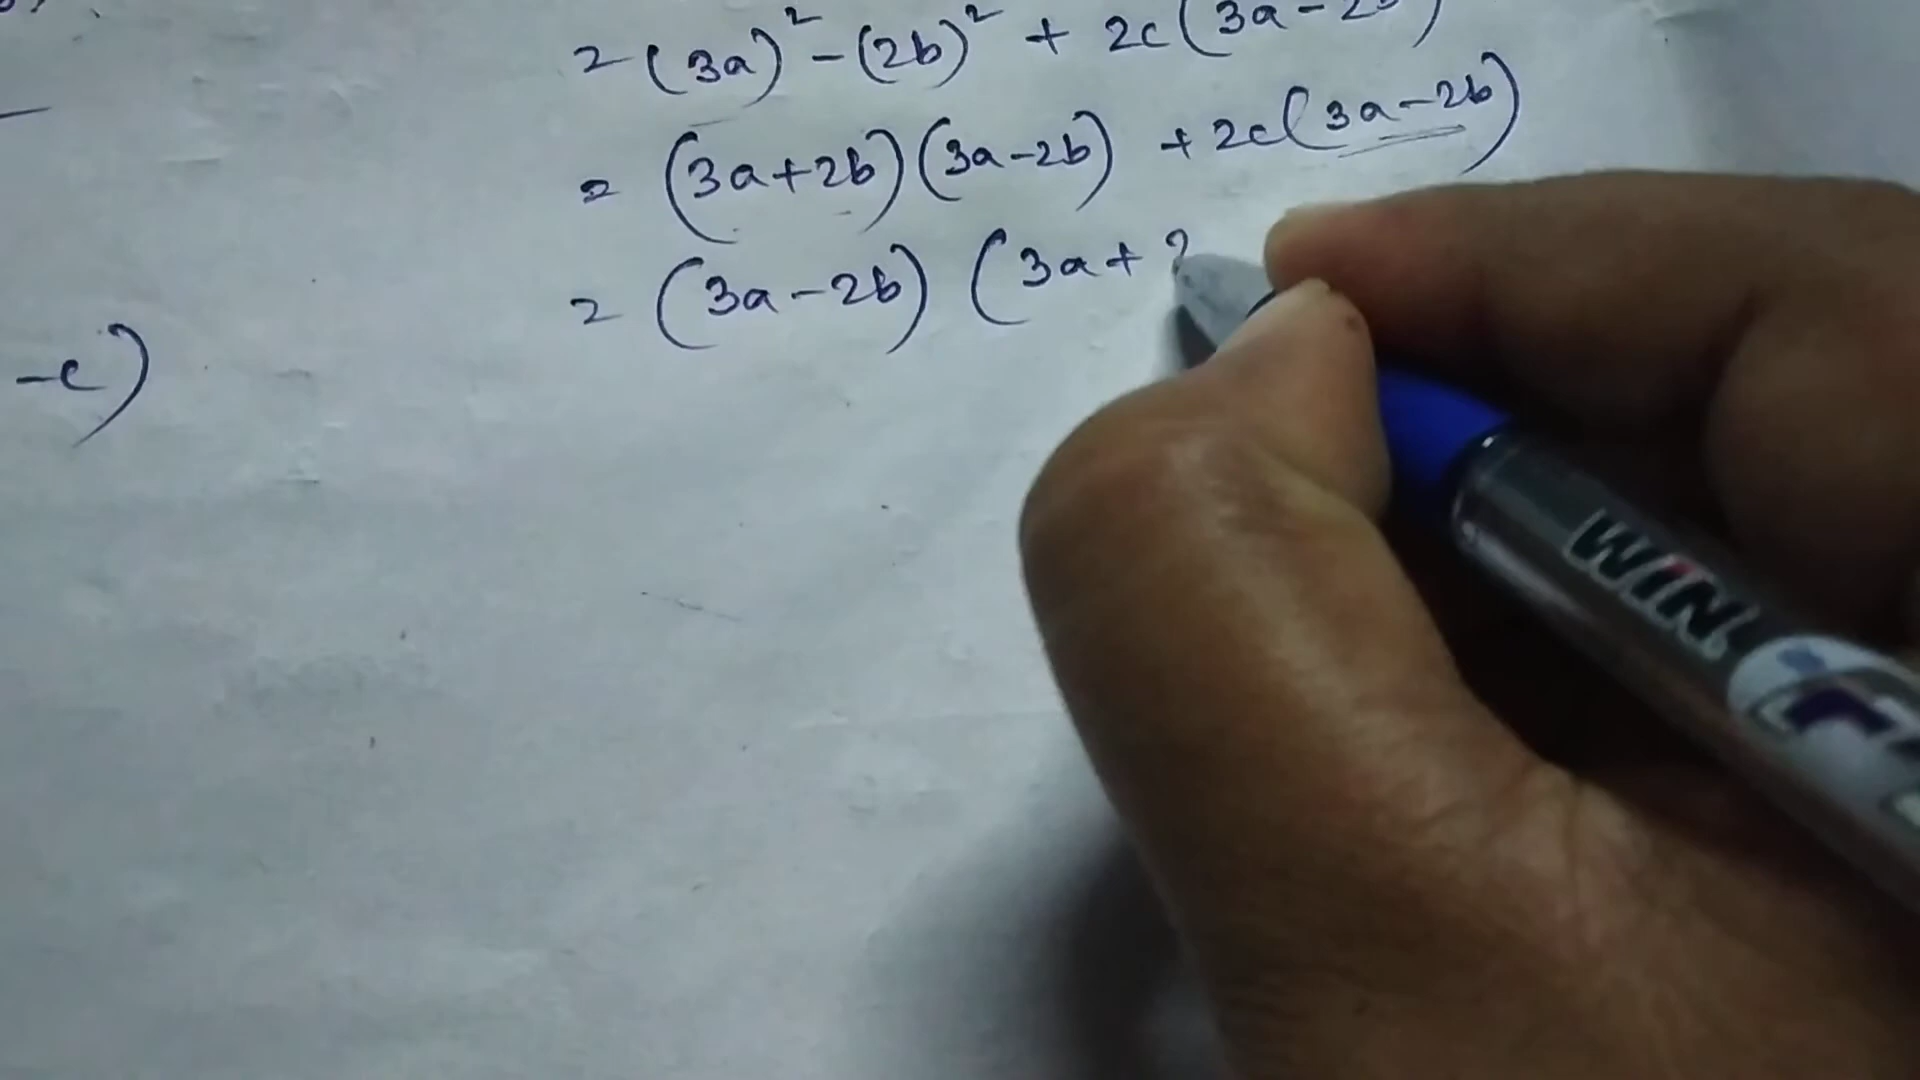 = (3a)² - (2b)² + 2c(3a-2b)
= (3a+2b)(3a-2b) + 2c(3a-2b)
= (3a-2b) (3a+2
-c)
WiN